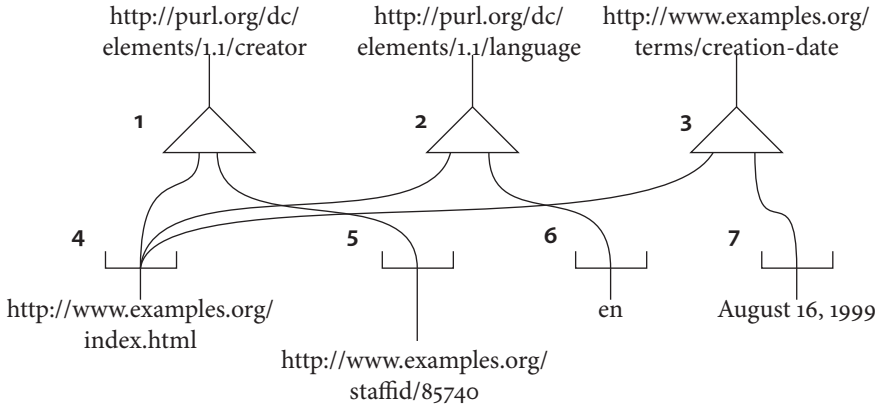 http://purl.org/dc/
elements/1.1/creator
http://purl.org/dc/
elements/1.1/language
http://www.examples.org/
terms/creation-date
1
2
3
4
5
6
7
http://www.examples.org/
index.html
http://www.examples.org/
staffid/85740
en
August 16, 1999